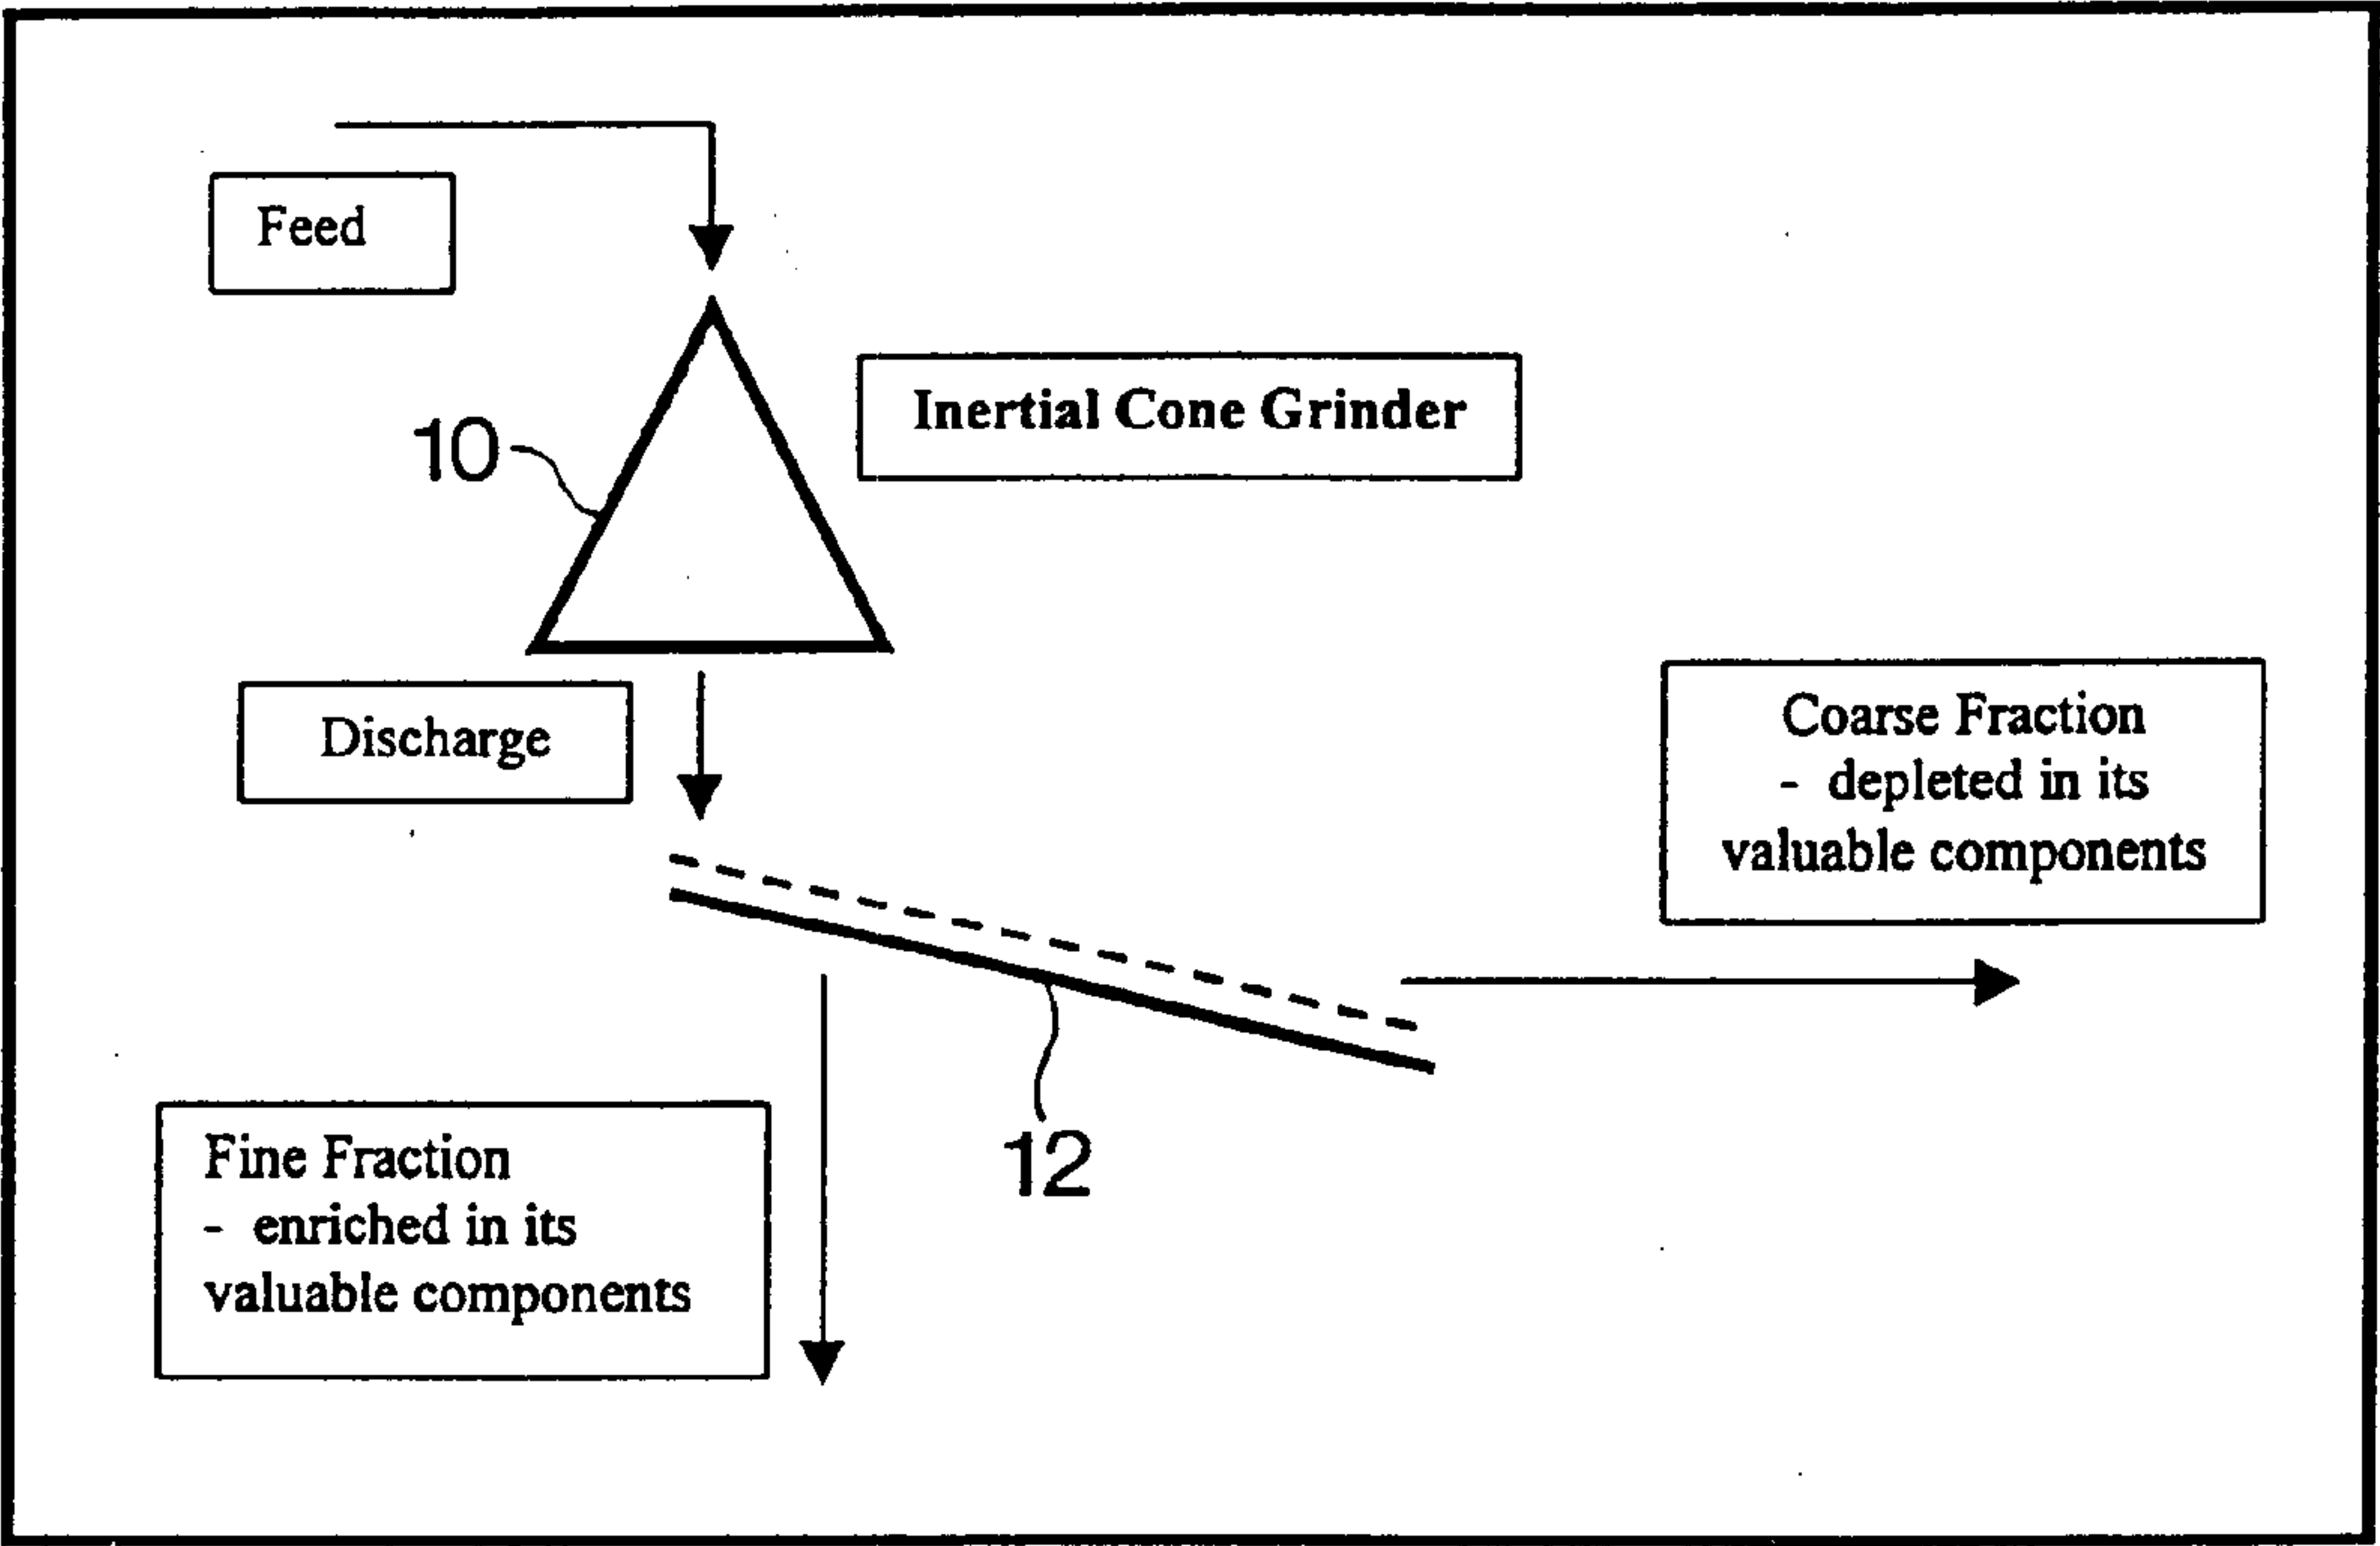 Feed
Inertial Cone Grinder
10
Discharge
Coarse Fraction
- depleted in its
valuable components
Fine Fraction
- enriched in its
valuable components
12